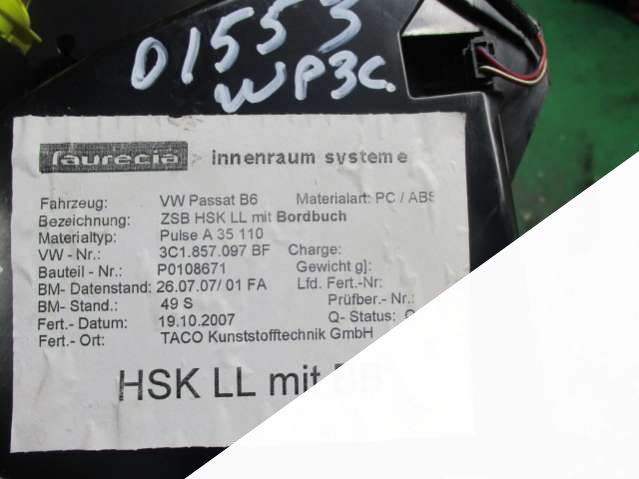 01553
WP3C.
faurecia innenraum systeme
Fahrzeug: VW Passat B6 Materialart: PC / ABS
Bezeichnung: ZSB HSK LL mit Bordbuch
Materialtyp: Pulse A 35 110
VW - Nr.: 3C1.857.097 BF Charge:
Bauteil - Nr.: P0108671 Gewicht g]:
BM- Datenstand: 26.07.07/ 01 FA Lfd. Fert.-Nr:
BM- Stand.: 49 S Prüfber.- Nr.:
Fert.- Datum: 19.10.2007 Q- Status:
Fert.- Ort: TACO Kunststofftechnik GmbH
HSK LL mit